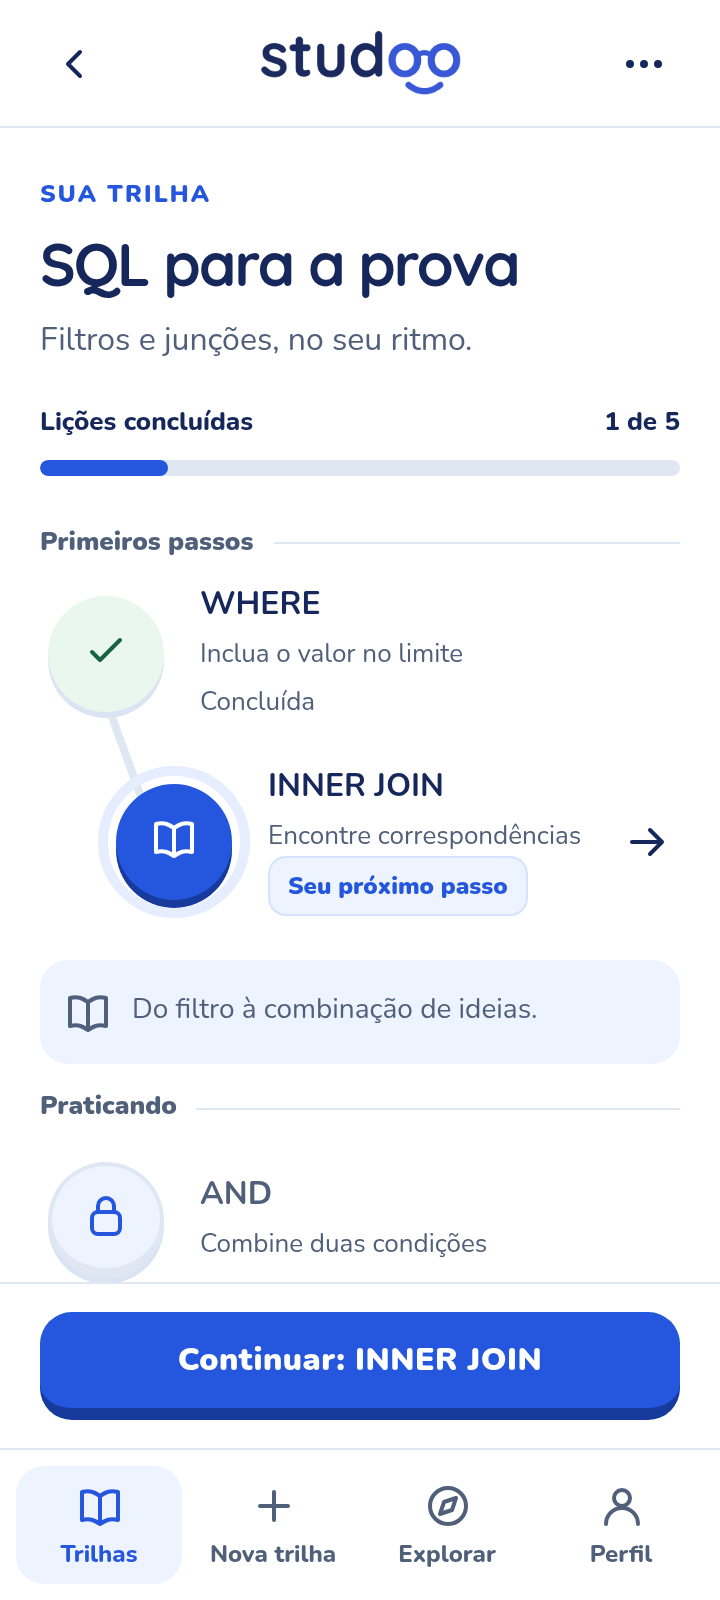 studoo
SUA TRILHA
SQL para a prova
Filtros e junções, no seu ritmo.
Lições concluídas
1 de 5
Primeiros passos
WHERE
Inclua o valor no limite
Concluída
INNER JOIN
Encontre correspondências
Seu próximo passo
Do filtro à combinação de ideias.
Praticando
AND
Combine duas condições
Continuar: INNER JOIN
Trilhas
Nova trilha
Explorar
Perfil